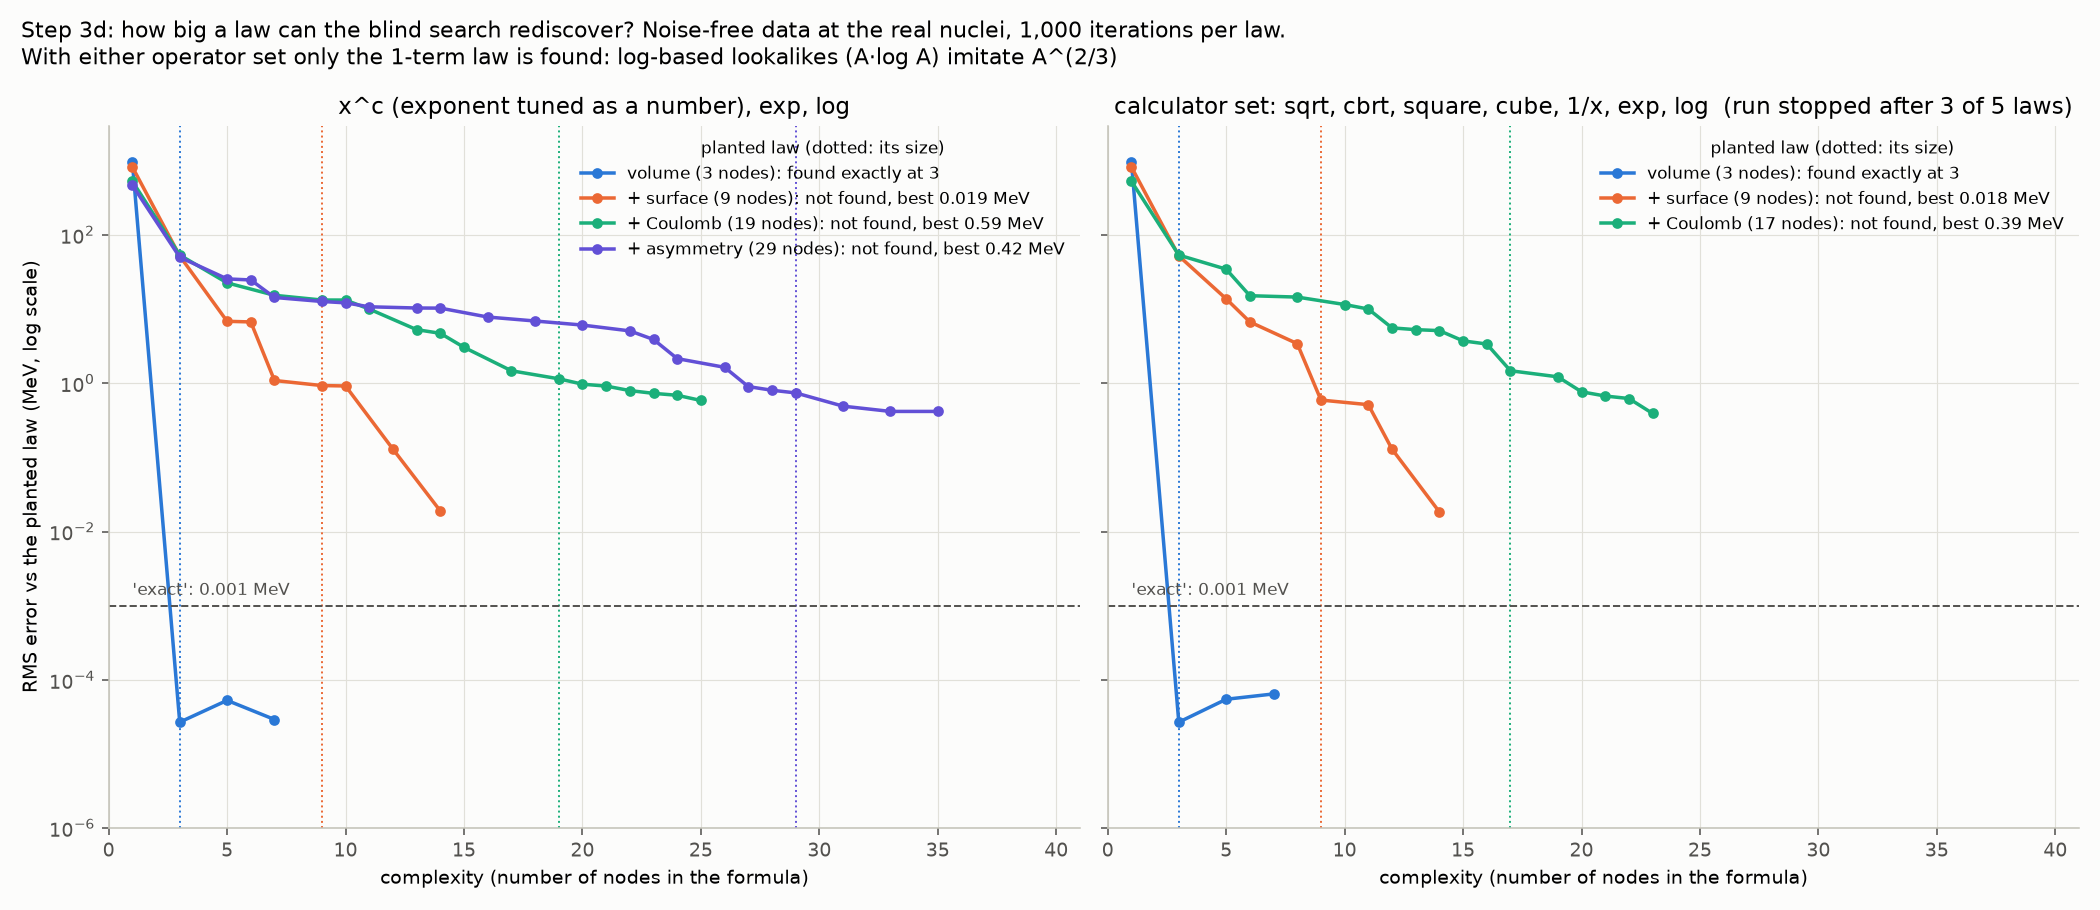 Step 3d: how big a law can the blind search rediscover? Noise-free data at the real nuclei, 1,000 iterations per law.
With either operator set only the 1-term law is found: log-based lookalikes (A·log A) imitate A^(2/3)
x^c (exponent tuned as a number), exp, log
planted law (dotted: its size)
volume (3 nodes): found exactly at 3
+ surface (9 nodes): not found, best 0.019 MeV
+ Coulomb (19 nodes): not found, best 0.59 MeV
+ asymmetry (29 nodes): not found, best 0.42 MeV
RMS error vs the planted law (MeV, log scale)
10^2
10^0
10^−2
10^−4
10^−6
'exact': 0.001 MeV
0 5 10 15 20 25 30 35 40
complexity (number of nodes in the formula)
calculator set: sqrt, cbrt, square, cube, 1/x, exp, log (run stopped after 3 of 5 laws)
planted law (dotted: its size)
volume (3 nodes): found exactly at 3
+ surface (9 nodes): not found, best 0.018 MeV
+ Coulomb (17 nodes): not found, best 0.39 MeV
'exact': 0.001 MeV
0 5 10 15 20 25 30 35 40
complexity (number of nodes in the formula)